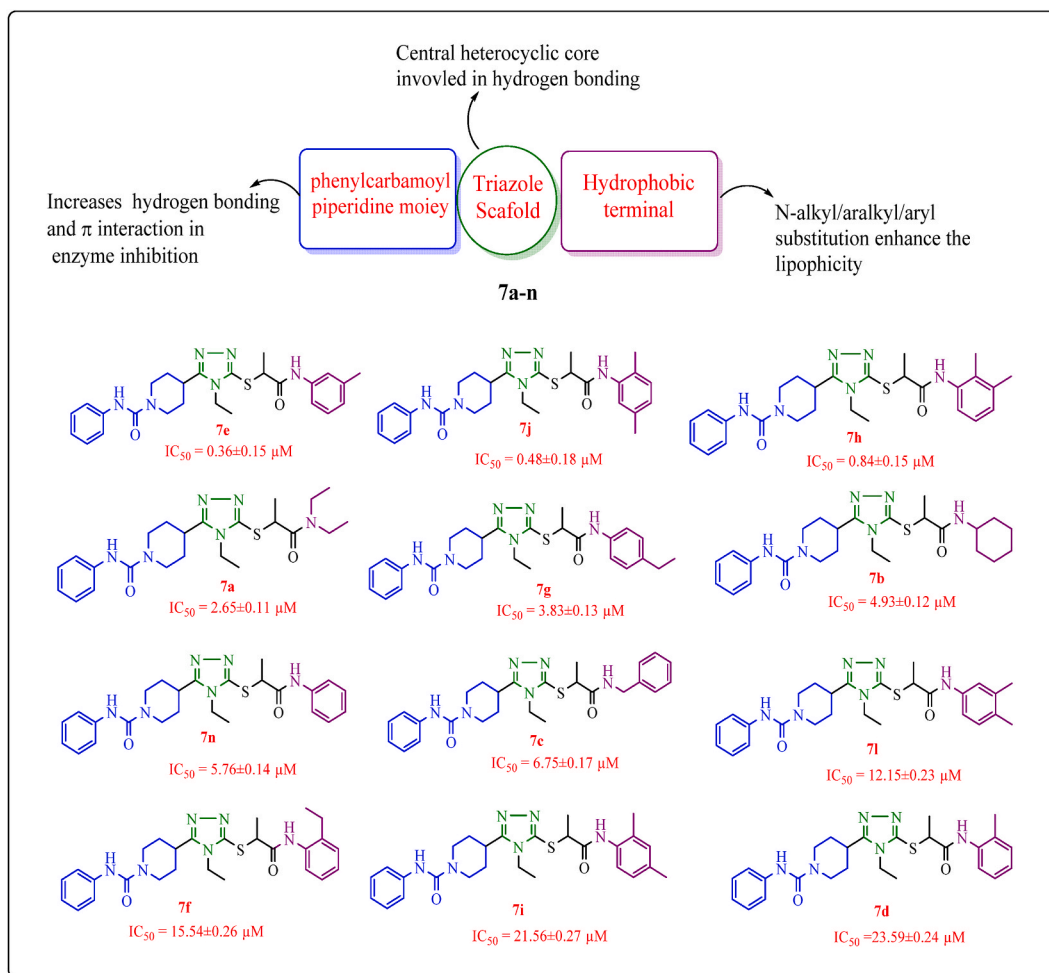 Central heterocyclic core
invovled in hydrogen bonding
phenylcarbamoyl
piperidine moiey
Triazole
Scafold
Hydrophobic
terminal
Increases hydrogen bonding
and π interaction in
enzyme inhibition
N-alkyl/aralkyl/aryl
substitution enhance the
lipophicity
7a-n
7e
IC50 = 0.36±0.15 µM
7j
IC50 = 0.48±0.18 µM
7h
IC50 = 0.84±0.15 µM
7a
IC50 = 2.65±0.11 µM
7g
IC50 = 3.83±0.13 µM
7b
IC50 = 4.93±0.12 µM
7n
IC50 = 5.76±0.14 µM
7c
IC50 = 6.75±0.17 µM
7l
IC50 = 12.15±0.23 µM
7f
IC50 = 15.54±0.26 µM
7i
IC50 = 21.56±0.27 µM
7d
IC50 =23.59±0.24 µM